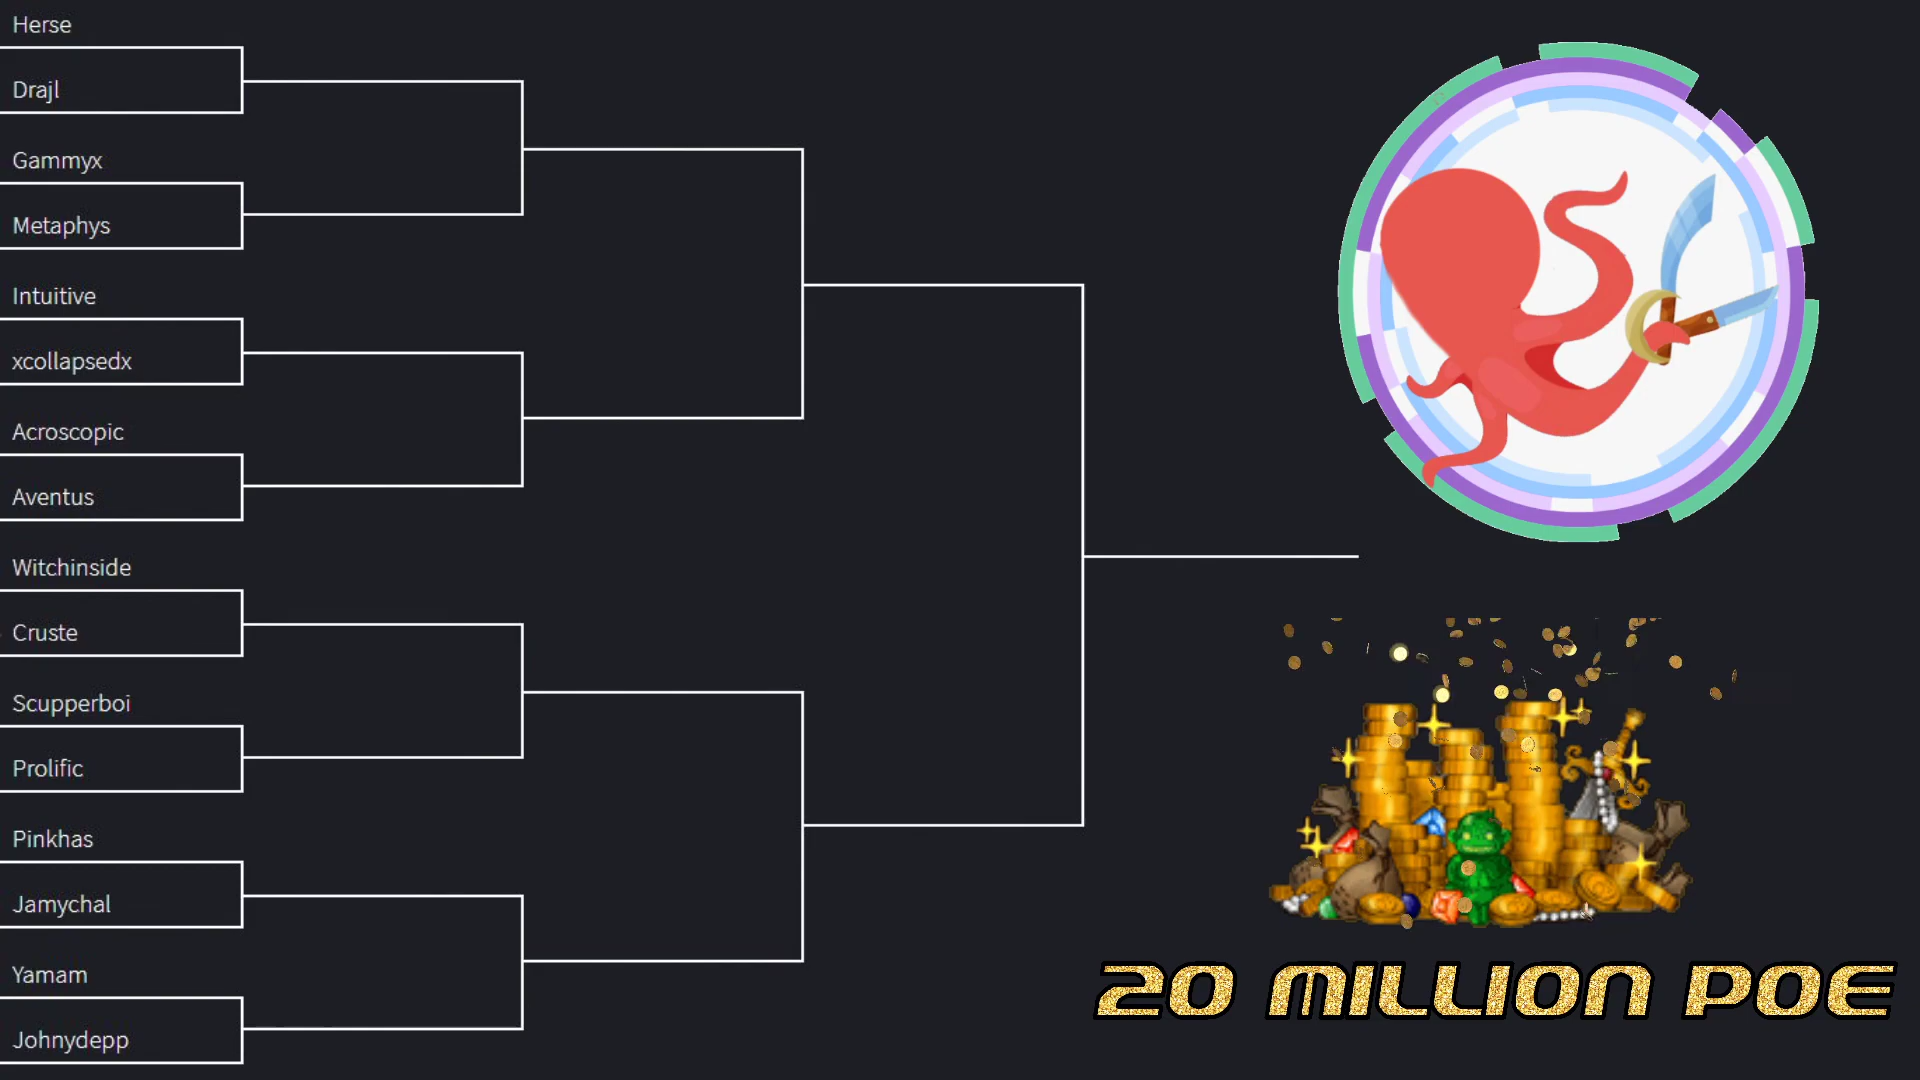 Herse
Drajl
Gammyx
Metaphys
Intuitive
xcollapsedx
Acroscopic
Aventus
Witchinside
Cruste
Scupperboi
Prolific
Pinkhas
Jamychal
Yamam
Johnydepp
20 MILLION POE